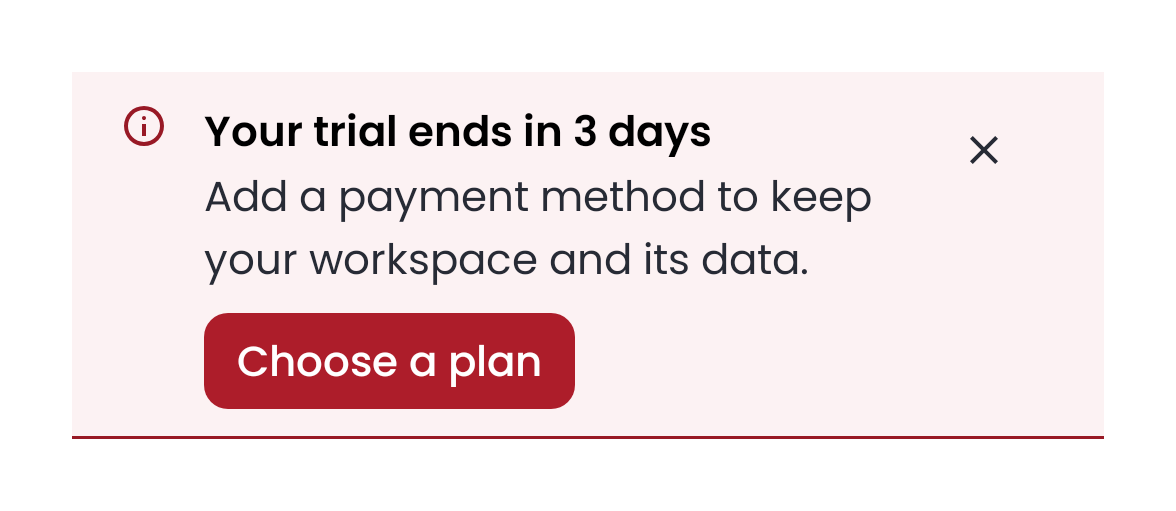 Your trial ends in 3 days
Add a payment method to keep
your workspace and its data.
Choose a plan